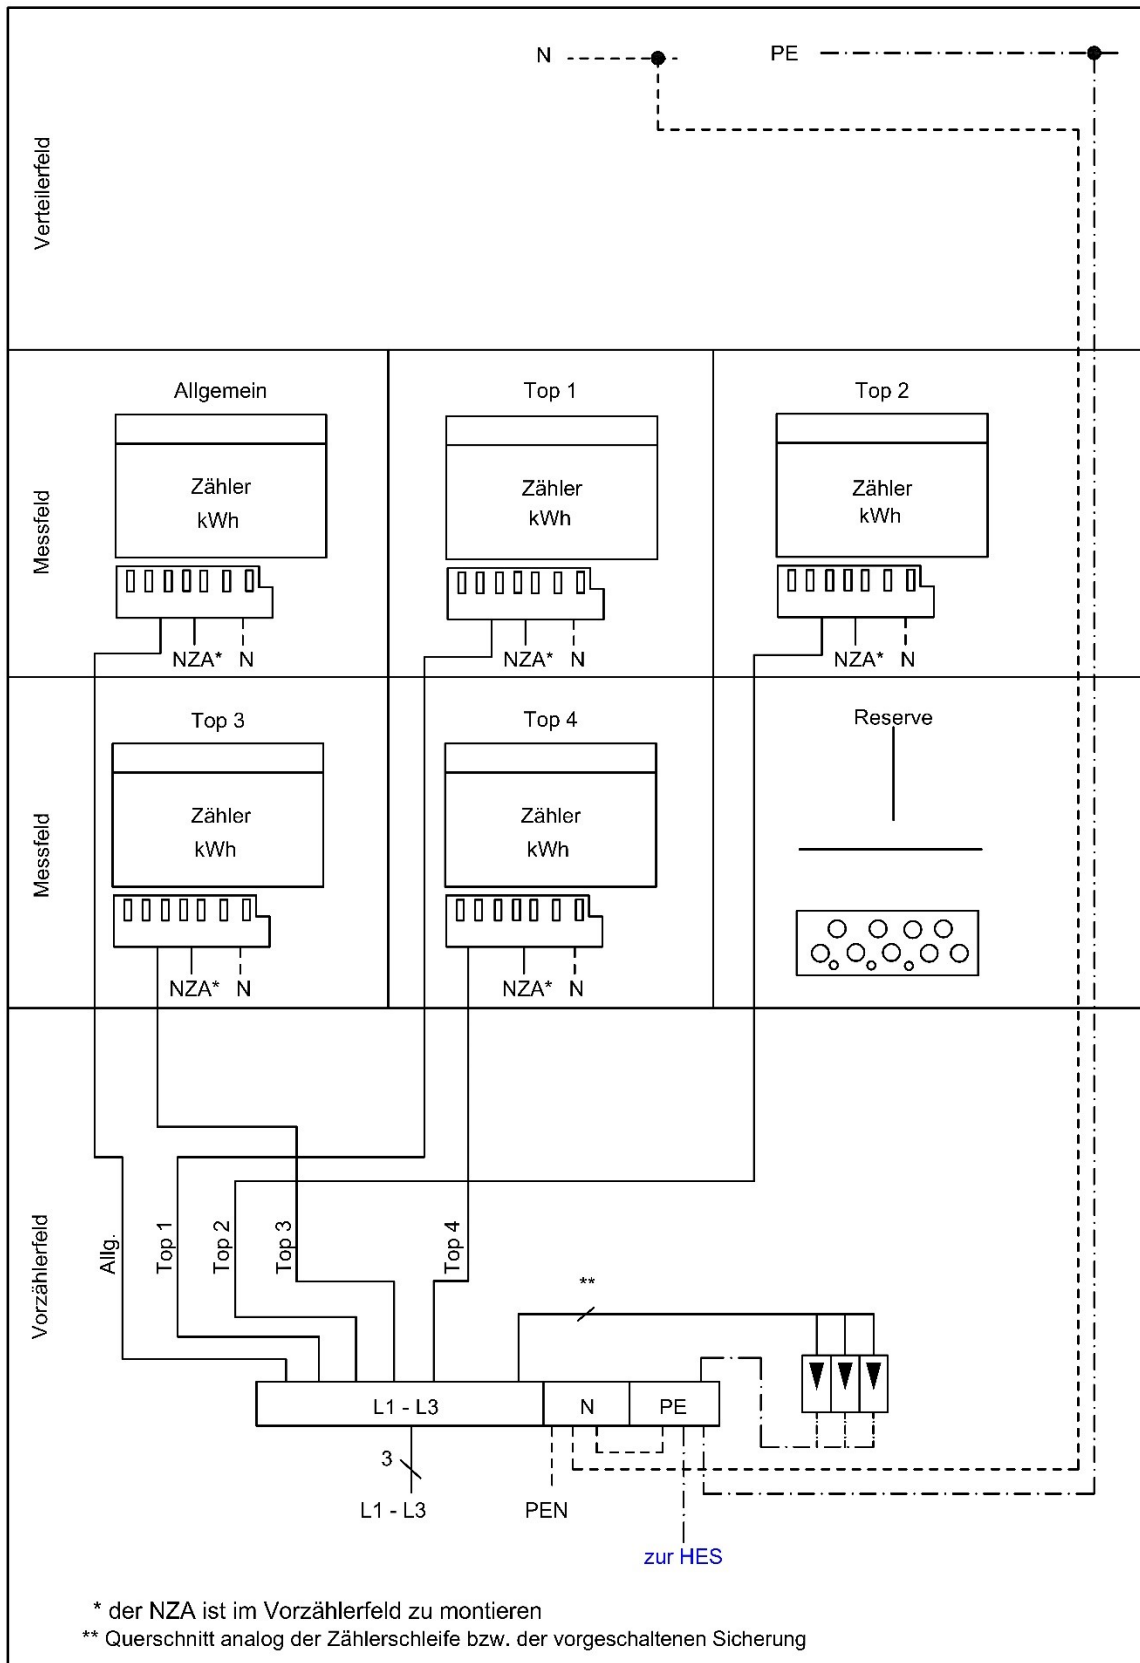 N
PE
Verteilerfeld
Allgemein
Top 1
Top 2
Zähler
kWh
Zähler
kWh
Zähler
kWh
Messfeld
NZA*
N
NZA*
N
NZA*
N
Top 3
Top 4
Reserve
Zähler
kWh
Zähler
kWh
Messfeld
NZA*
N
NZA*
N
Vorzählerfeld
Allg.
Top 1
Top 2
Top 3
Top 4
**
L1 - L3
N
PE
3
L1 - L3
PEN
zur HES
* der NZA ist im Vorzählerfeld zu montieren
** Querschnitt analog der Zählerschleife bzw. der vorgeschaltenen Sicherung